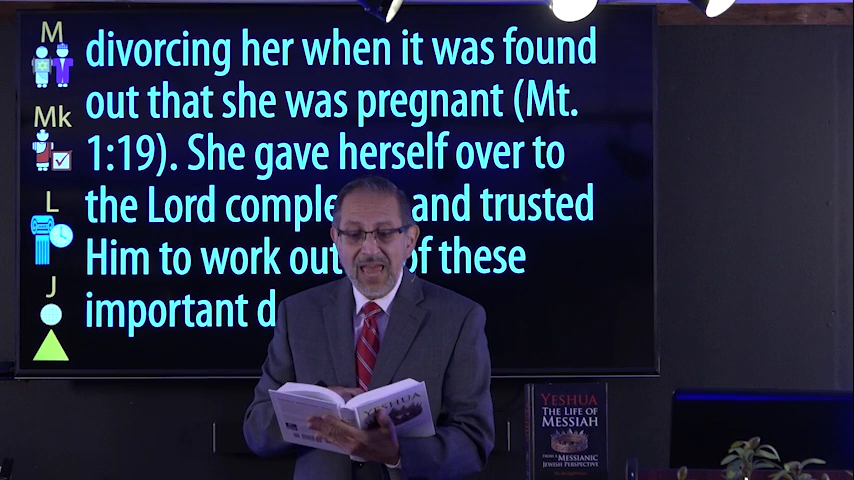 M
divorcing her when it was found
out that she was pregnant (Mt.
Mk
1:19). She gave herself over to
L
the Lord comple and trusted
Him to work out of these
J
important d
YESHUA
YESHUA
THE LIFE OF
MESSIAH
FROM A MESSIANIC
JEWISH PERSPECTIVE